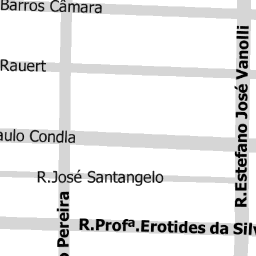 Barros Câmara
Rauert
R.Estefano José Vanolli
aulo Condla
R.José Santangelo
Pereira
R.Profª.Erotides da Silv